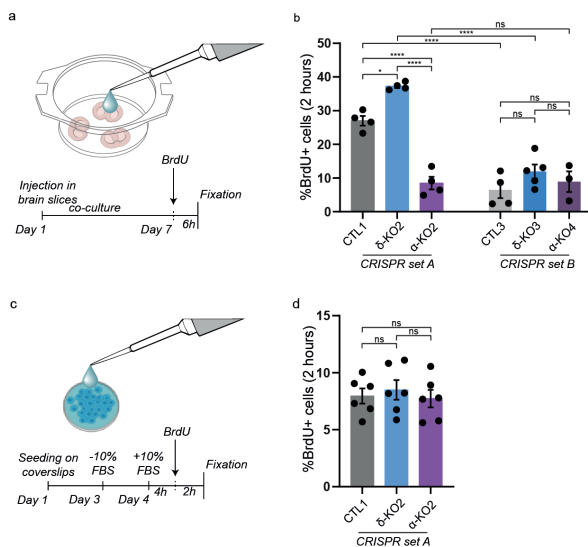 a
BrdU
Injection in
brain slices
co-culture
Fixation
Day 1
Day 7
6h
b
%BrdU+ cells (2 hours)
50
40
30
20
10
0
ns
****
****
****
*
****
ns
ns
ns
CTL1
δ-KO2
α-KO2
CTL3
δ-KO3
α-KO4
CRISPR set A
CRISPR set B
c
BrdU
Seeding on
coverslips
-10%
FBS
+10%
FBS
Fixation
Day 1
Day 3
Day 4
4h
2h
d
%BrdU+ cells (2 hours)
15
10
5
0
ns
ns
ns
CTL1
δ-KO2
α-KO2
CRISPR set A